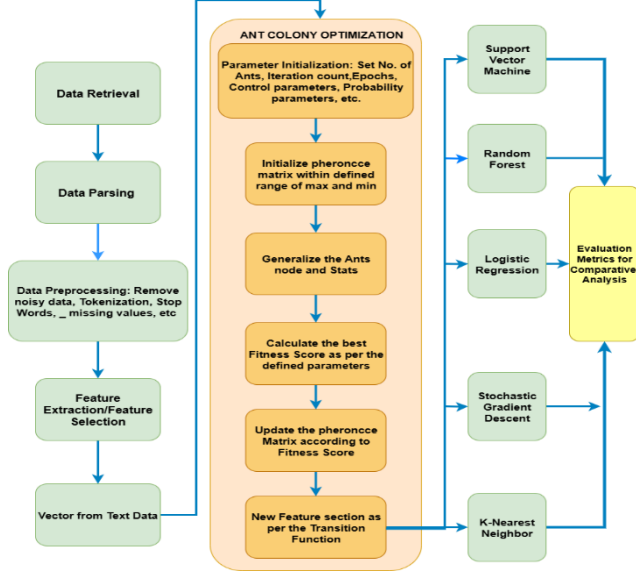 Data Retrieval
Data Parsing
Data Preprocessing: Remove
noisy data, Tokenization, Stop
Words, _ missing values, etc
Feature
Extraction/Feature
Selection
Vector from Text Data
ANT COLONY OPTIMIZATION
Parameter Initialization: Set No. of
Ants, Iteration count,Epochs,
Control parameters, Probability
parameters, etc.
Initialize pheroncce
matrix within defined
range of max and min
Generalize the Ants
node and Stats
Calculate the best
Fitness Score as per the
defined parameters
Update the pheroncce
Matrix according to
Fitness Score
New Feature section as
per the Transition
Function
Support
Vector
Machine
Random
Forest
Logistic
Regression
Stochastic
Gradient
Descent
K-Nearest
Neighbor
Evaluation
Metrics for
Comparative
Analysis